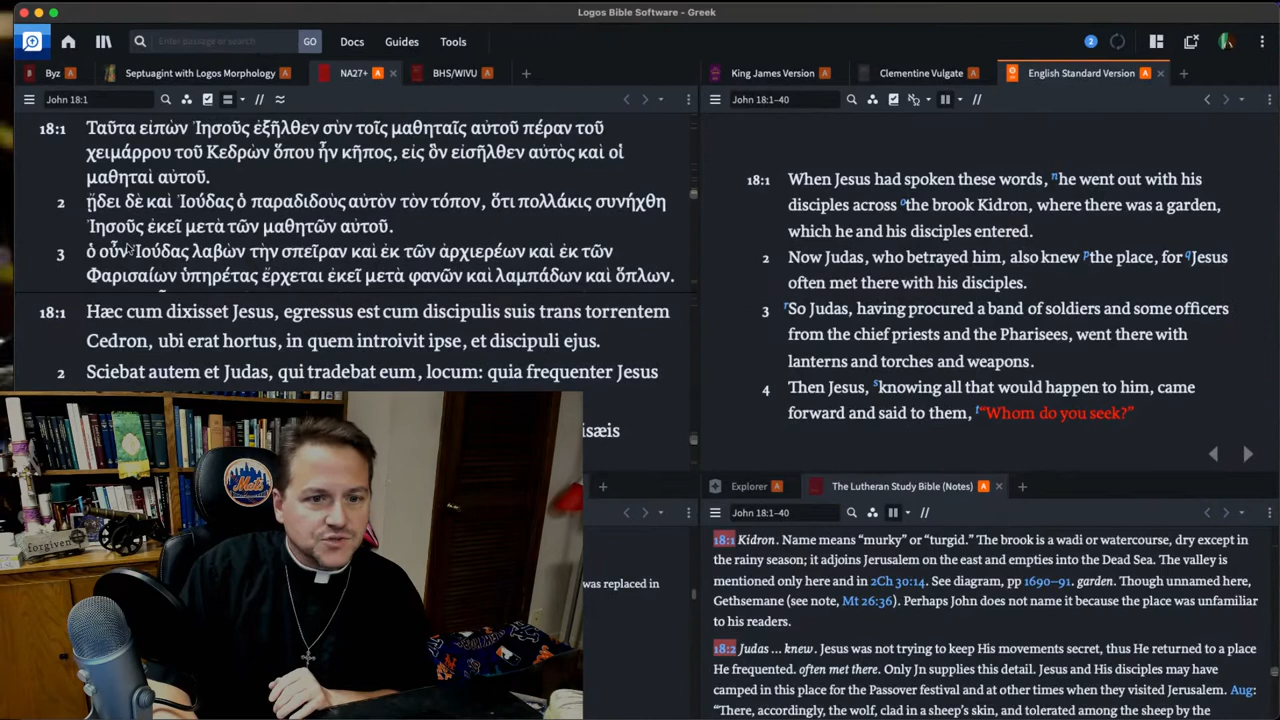 Logos Bible Software - Greek
Enter passage or search GO Docs Guides Tools 2
Byz A Septuagint with Logos Morphology A NA27+ A BHS/WIVU A
John 18:1
18:1 Ταῦτα εἰπὼν Ἰησοῦς ἐξῆλθεν σὺν τοῖς μαθηταῖς αὐτοῦ πέραν τοῦ
χειμάρρου τοῦ Κεδρὼν ὅπου ἦν κῆπος, εἰς ὃν εἰσῆλθεν αὐτὸς καὶ οἱ
μαθηταὶ αὐτοῦ.
2 ᾔδει δὲ καὶ Ἰούδας ὁ παραδιδοὺς αὐτὸν τὸν τόπον, ὅτι πολλάκις συνήχθη
Ἰησοῦς ἐκεῖ μετὰ τῶν μαθητῶν αὐτοῦ.
3 ὁ οὖν Ἰούδας λαβὼν τὴν σπεῖραν καὶ ἐκ τῶν ἀρχιερέων καὶ ἐκ τῶν
Φαρισαίων ὑπηρέτας ἔρχεται ἐκεῖ μετὰ φανῶν καὶ λαμπάδων καὶ ὅπλων.
18:1 Hæc cum dixisset Jesus, egressus est cum discipulis suis trans torrentem
Cedron, ubi erat hortus, in quem introivit ipse, et discipuli ejus.
2 Sciebat autem et Judas, qui tradebat eum, locum: quia frequenter Jesus
isæis
was replaced in
Mets
forgiven
King James Version A Clementine Vulgate A English Standard Version A
John 18:1–40
18:1 When Jesus had spoken these words, n he went out with his
disciples across o the brook Kidron, where there was a garden,
which he and his disciples entered.
2 Now Judas, who betrayed him, also knew p the place, for q Jesus
often met there with his disciples.
3 r So Judas, having procured a band of soldiers and some officers
from the chief priests and the Pharisees, went there with
lanterns and torches and weapons.
4 Then Jesus, s knowing all that would happen to him, came
forward and said to them, t “Whom do you seek?”
Explorer A The Lutheran Study Bible (Notes) A
John 18:1–40
18:1 Kidron. Name means “murky” or “turgid.” The brook is a wadi or watercourse, dry except in
the rainy season; it adjoins Jerusalem on the east and empties into the Dead Sea. The valley is
mentioned only here and in 2Ch 30:14. See diagram, pp 1690–91. garden. Though unnamed here,
Gethsemane (see note, Mt 26:36). Perhaps John does not name it because the place was unfamiliar
to his readers.
18:2 Judas … knew. Jesus was not trying to keep His movements secret, thus He returned to a place
He frequented. often met there. Only Jn supplies this detail. Jesus and His disciples may have
camped in this place for the Passover festival and at other times when they visited Jerusalem. Aug:
“There, accordingly, the wolf, clad in a sheep’s skin, and tolerated among the sheep by the